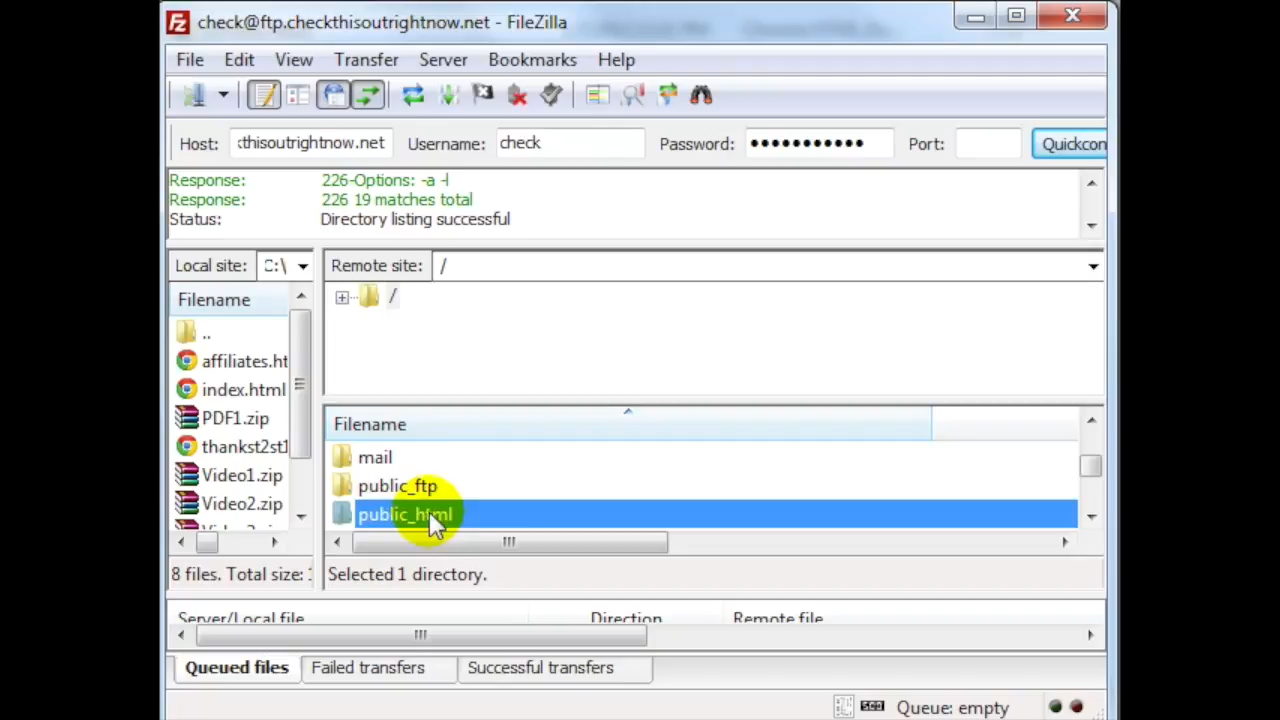 check@ftp.checkthisoutrightnow.net - FileZilla
File Edit View Transfer Server Bookmarks Help
Host: :thisoutrightnow.net Username: check Password: ●●●●●●●●●●● Port: Quickcon
Response: 226-Options: -a -l
Response: 226 19 matches total
Status: Directory listing successful
Local site: C:\ Remote site: /
/
Filename
..
affiliates.ht
index.html
PDF1.zip
thankst2st1
Video1.zip
Video2.zip
Filename
mail
public_ftp
public_html
8 files. Total size: Selected 1 directory.
Server/Local file Direction Remote file
Queued files Failed transfers Successful transfers
Queue: empty